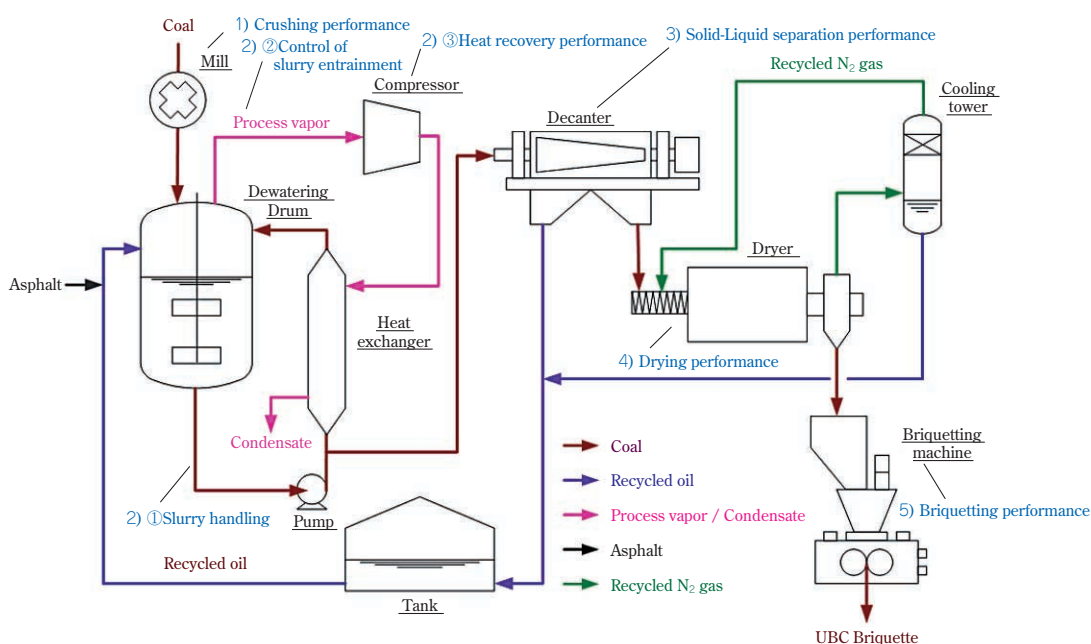 Coal
1) Crushing performance
Mill
2) ②Control of
slurry entrainment
2) ③Heat recovery performance
Compressor
3) Solid-Liquid separation performance
Recycled N₂ gas
Cooling
tower
Decanter
Process vapor
Dewatering
Drum
Asphalt
Heat
exchanger
Dryer
4) Drying performance
Condensate
2) ①Slurry handling
Pump
Recycled oil
Tank
Coal
Recycled oil
Process vapor / Condensate
Asphalt
Recycled N₂ gas
Briquetting
machine
5) Briquetting performance
UBC Briquette